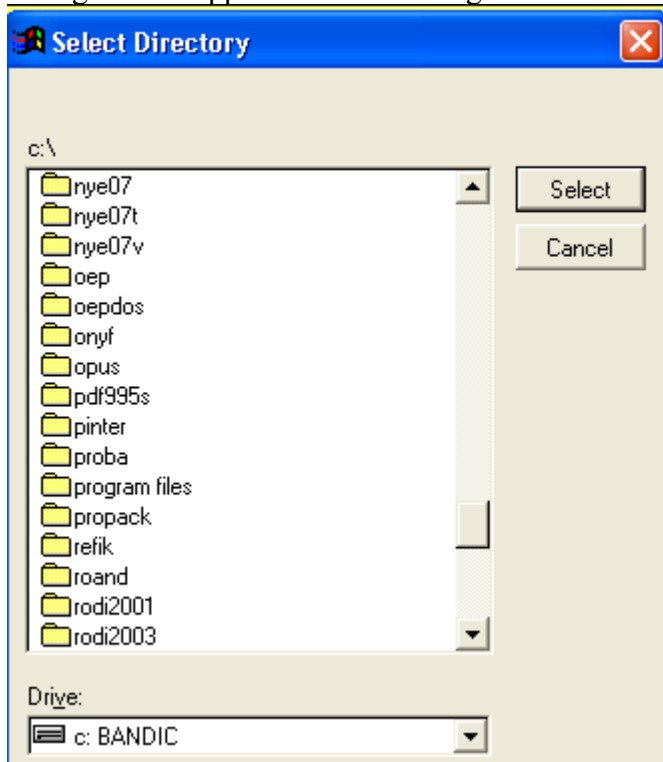 Select Directory
c:\
nye07
nye07t
nye07v
oep
oepdos
onyf
opus
pdf995s
pinter
proba
program files
propack
refik
roand
rodi2001
rodi2003
Select
Cancel
Drive:
c: BANDIC